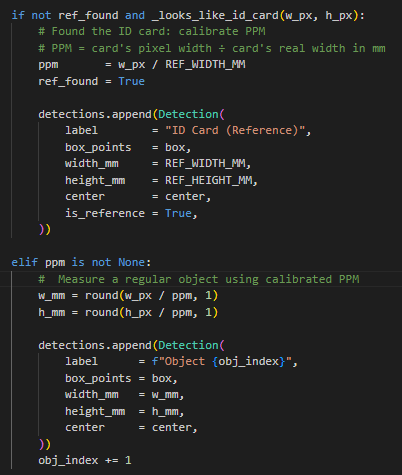 if not ref_found and _looks_like_id_card(w_px, h_px):
    # Found the ID card: calibrate PPM
    # PPM = card's pixel width ÷ card's real width in mm
    ppm       = w_px / REF_WIDTH_MM
    ref_found = True

    detections.append(Detection(
        label        = "ID Card (Reference)",
        box_points   = box,
        width_mm     = REF_WIDTH_MM,
        height_mm    = REF_HEIGHT_MM,
        center       = center,
        is_reference = True,
    ))

elif ppm is not None:
    #  Measure a regular object using calibrated PPM
    w_mm = round(w_px / ppm, 1)
    h_mm = round(h_px / ppm, 1)

    detections.append(Detection(
        label      = f"Object {obj_index}",
        box_points = box,
        width_mm   = w_mm,
        height_mm  = h_mm,
        center     = center,
    ))
    obj_index += 1